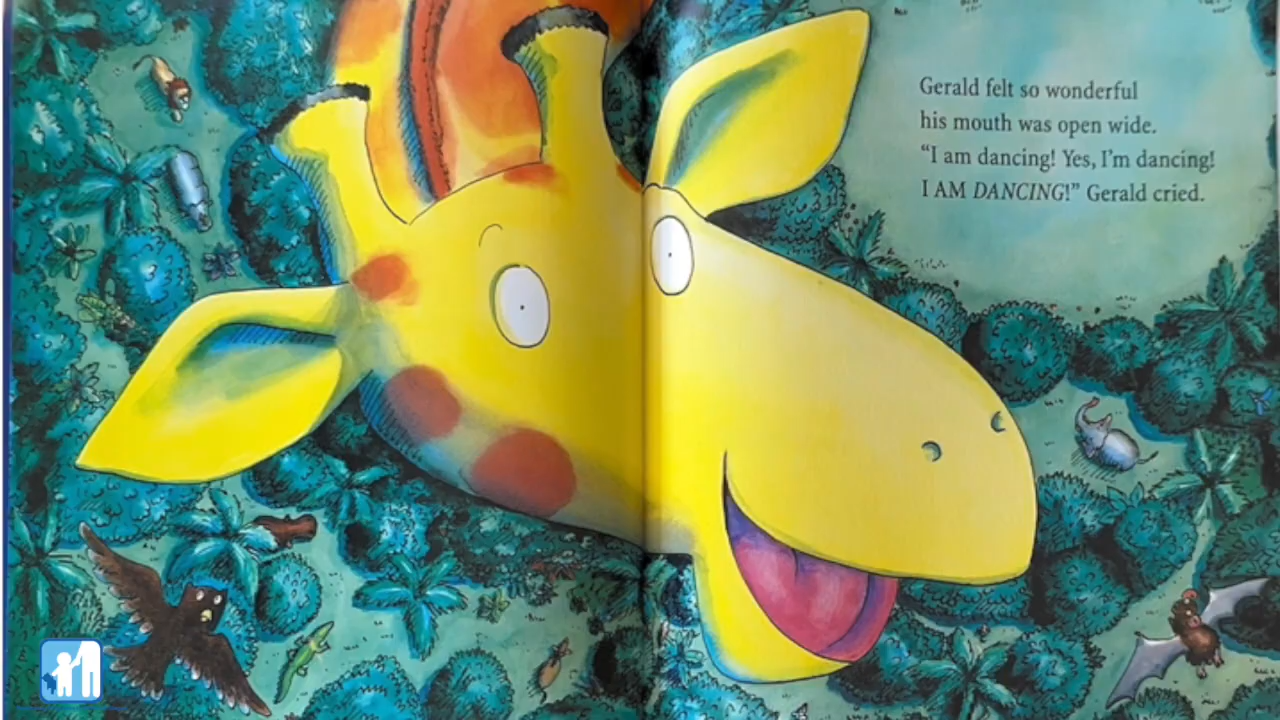 Gerald felt so wonderful
his mouth was open wide.
“I am dancing! Yes, I’m dancing!
I AM DANCING!” Gerald cried.